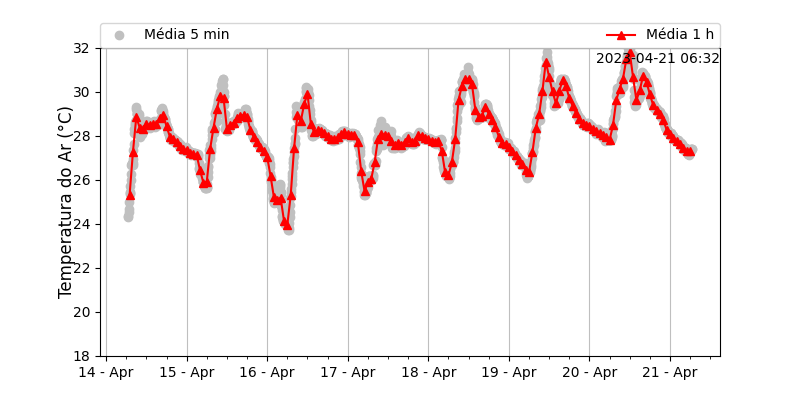 Média 5 min
Média 1 h
2023-04-21 06:32
Temperatura do Ar (°C)
32
30
28
26
24
22
20
18
14 - Apr
15 - Apr
16 - Apr
17 - Apr
18 - Apr
19 - Apr
20 - Apr
21 - Apr